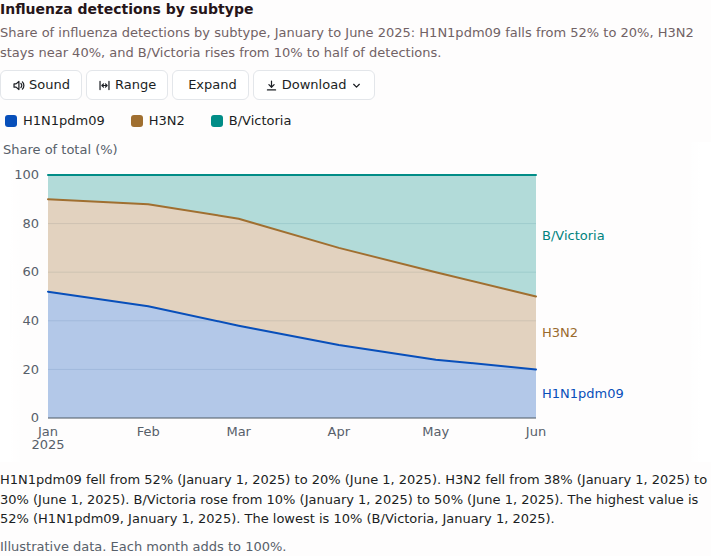 Influenza detections by subtype
Share of influenza detections by subtype, January to June 2025: H1N1pdm09 falls from 52% to 20%, H3N2
stays near 40%, and B/Victoria rises from 10% to half of detections.
Sound Range Expand Download
H1N1pdm09 H3N2 B/Victoria
Share of total (%)
100
80
60
40
20
0
B/Victoria
H3N2
H1N1pdm09
Jan Feb Mar Apr May Jun
2025
H1N1pdm09 fell from 52% (January 1, 2025) to 20% (June 1, 2025). H3N2 fell from 38% (January 1, 2025) to
30% (June 1, 2025). B/Victoria rose from 10% (January 1, 2025) to 50% (June 1, 2025). The highest value is
52% (H1N1pdm09, January 1, 2025). The lowest is 10% (B/Victoria, January 1, 2025).
Illustrative data. Each month adds to 100%.